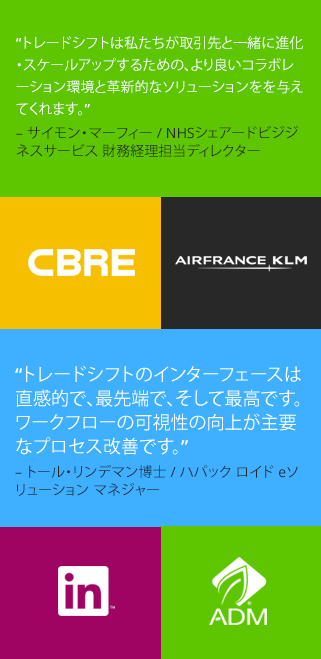 “トレードシフトは私たちが取引先と一緒に進化
・スケールアップするための、より良いコラボレ
ーション環境と革新的なソリューションをを与え
てくれます。”
– サイモン・マーフィー / NHSシェアードビジジ
ネスサービス 財務経理担当ディレクター
CBRE
AIRFRANCE KLM
“トレードシフトのインターフェースは
直感的で、最先端で、そして最高です。
ワークフローの可視性の向上が主要
なプロセス改善です。”
– トール・リンデマン博士 / ハパック ロイド eソ
リューション マネジャー
in
ADM